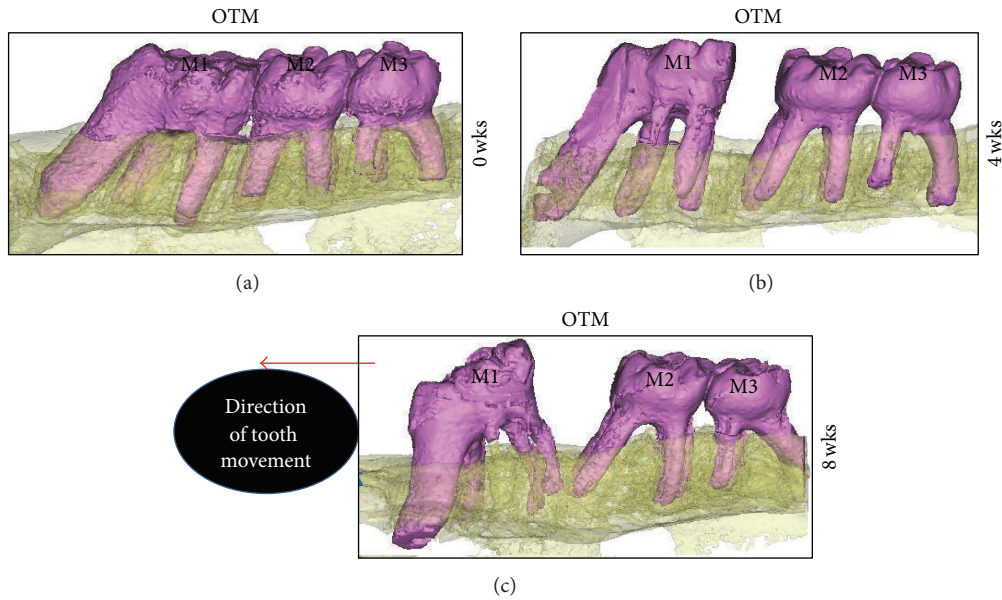 OTM
M1
M2
M3
0 wks
(a)
OTM
M1
M2
M3
4 wks
(b)
OTM
Direction
of tooth
movement
M1
M2
M3
8 wks
(c)